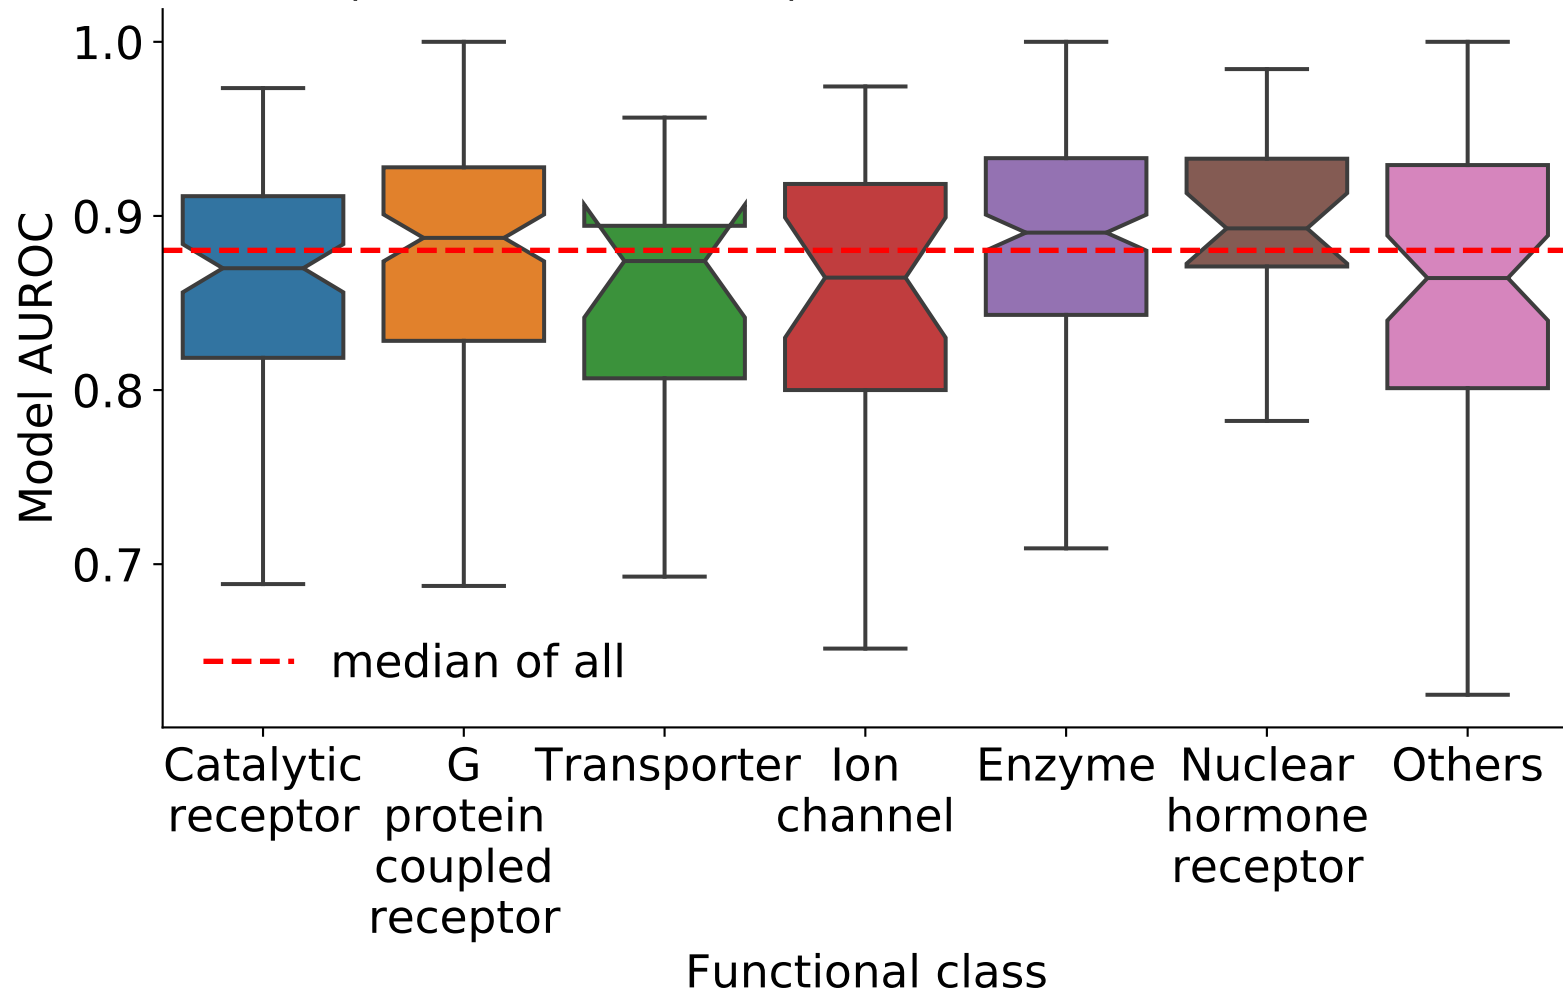 1.0
0.9
0.8
0.7
Model AUROC
median of all
Catalytic
receptor
G
protein
coupled
receptor
Transporter
Ion
channel
Enzyme
Nuclear
hormone
receptor
Others
Functional class